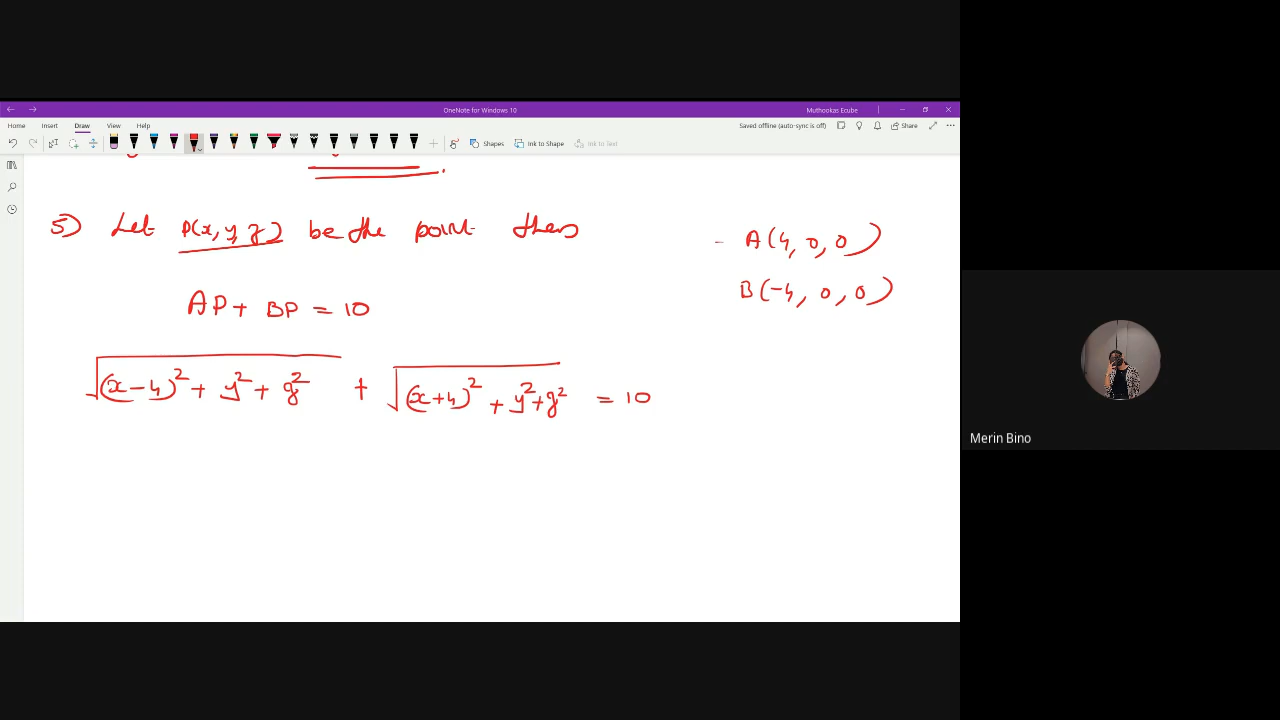 OneNote for Windows 10
Muthookas Ecube
Home Insert Draw View Help
Saved offline (auto-sync is off)
Share
Shapes
Ink to Shape
Ink to Text
5) Let P(x, y, z) be the point then
A(4, 0, 0)
B(-4, 0, 0)
AP + BP = 10
√(x-4)² + y² + z² + √(x+4)² + y² + z² = 10
Merin Bino